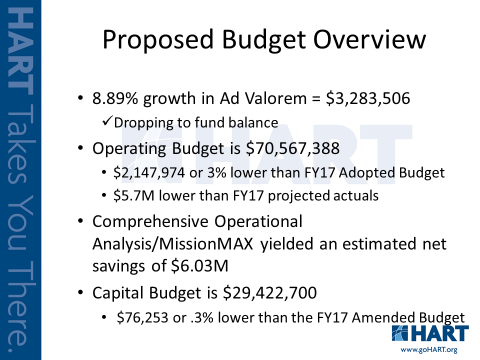 HART Takes You There.
Proposed Budget Overview
• 8.89% growth in Ad Valorem = $3,283,506
✓Dropping to fund balance
• Operating Budget is $70,567,388
• $2,147,974 or 3% lower than FY17 Adopted Budget
• $5.7M lower than FY17 projected actuals
• Comprehensive Operational
Analysis/MissionMAX yielded an estimated net
savings of $6.03M
• Capital Budget is $29,422,700
• $76,253 or .3% lower than the FY17 Amended Budget
HART
HART
www.goHART.org